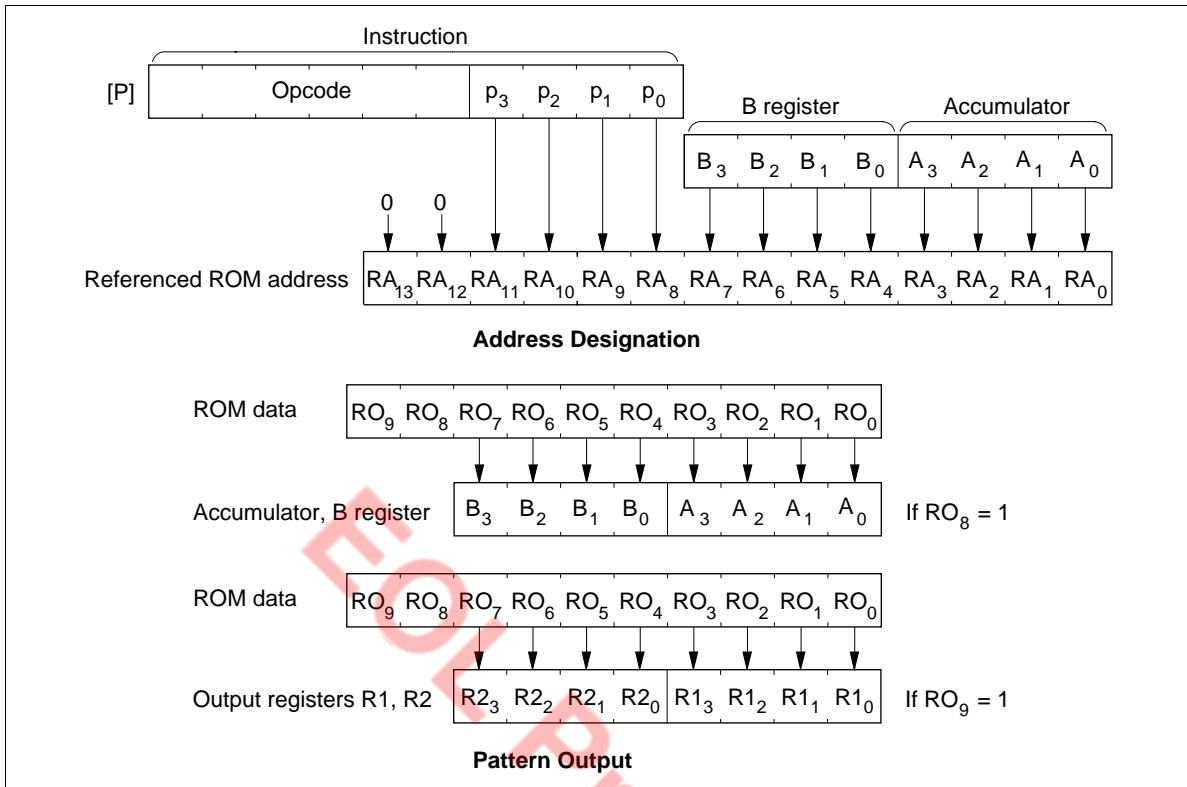 Instruction
[P] Opcode p3 p2 p1 p0
B register Accumulator
B3 B2 B1 B0 A3 A2 A1 A0
0 0
Referenced ROM address RA13 RA12 RA11 RA10 RA9 RA8 RA7 RA6 RA5 RA4 RA3 RA2 RA1 RA0
Address Designation
ROM data RO9 RO8 RO7 RO6 RO5 RO4 RO3 RO2 RO1 RO0
Accumulator, B register B3 B2 B1 B0 A3 A2 A1 A0 If RO8 = 1
ROM data RO9 RO8 RO7 RO6 RO5 RO4 RO3 RO2 RO1 RO0
Output registers R1, R2 R23 R22 R21 R20 R13 R12 R11 R10 If RO9 = 1
Pattern Output
EOL Pr